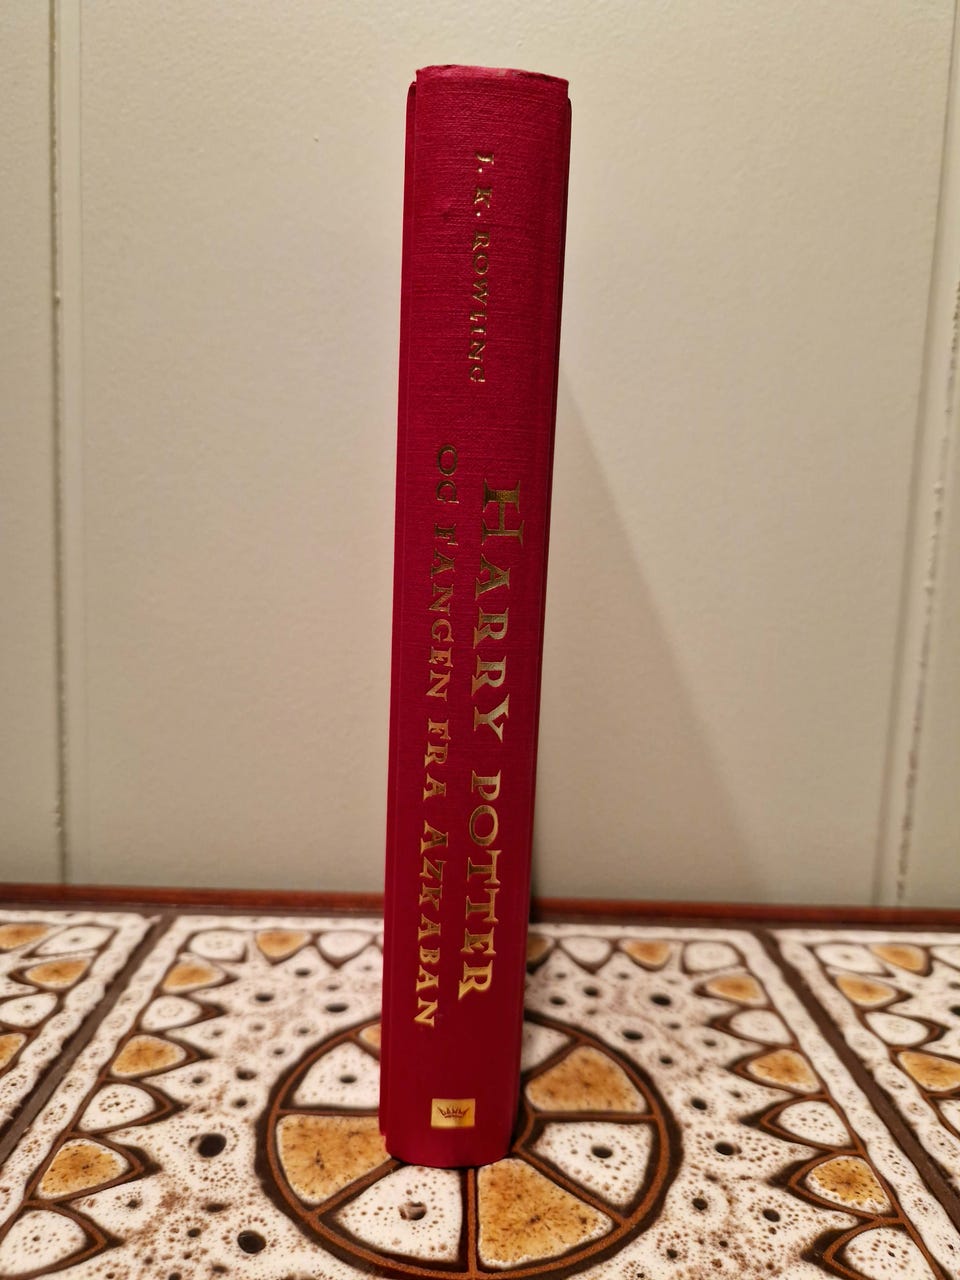 J. K. ROWLING
HARRY POTTER
OG FANGEN FRA AZKABAN